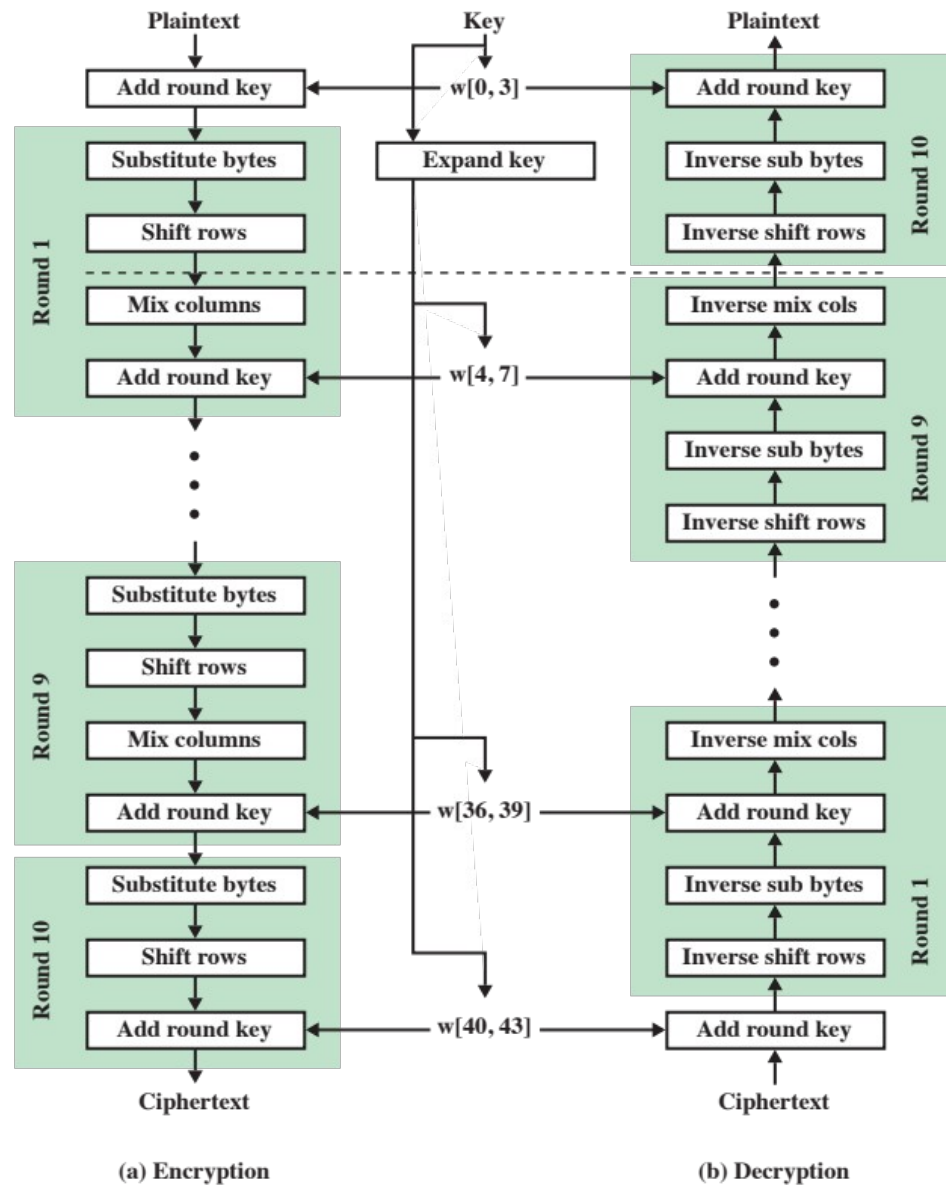 Plaintext
Key
Plaintext
Add round key
w[0, 3]
Add round key
Substitute bytes
Expand key
Inverse sub bytes
Round 10
Shift rows
Inverse shift rows
Round 1
Mix columns
Inverse mix cols
Add round key
w[4, 7]
Add round key
Inverse sub bytes
Round 9
Inverse shift rows
Substitute bytes
Shift rows
Round 9
Mix columns
Inverse mix cols
Add round key
w[36, 39]
Add round key
Substitute bytes
Inverse sub bytes
Round 1
Round 10
Shift rows
Inverse shift rows
Add round key
w[40, 43]
Add round key
Ciphertext
Ciphertext
(a) Encryption
(b) Decryption